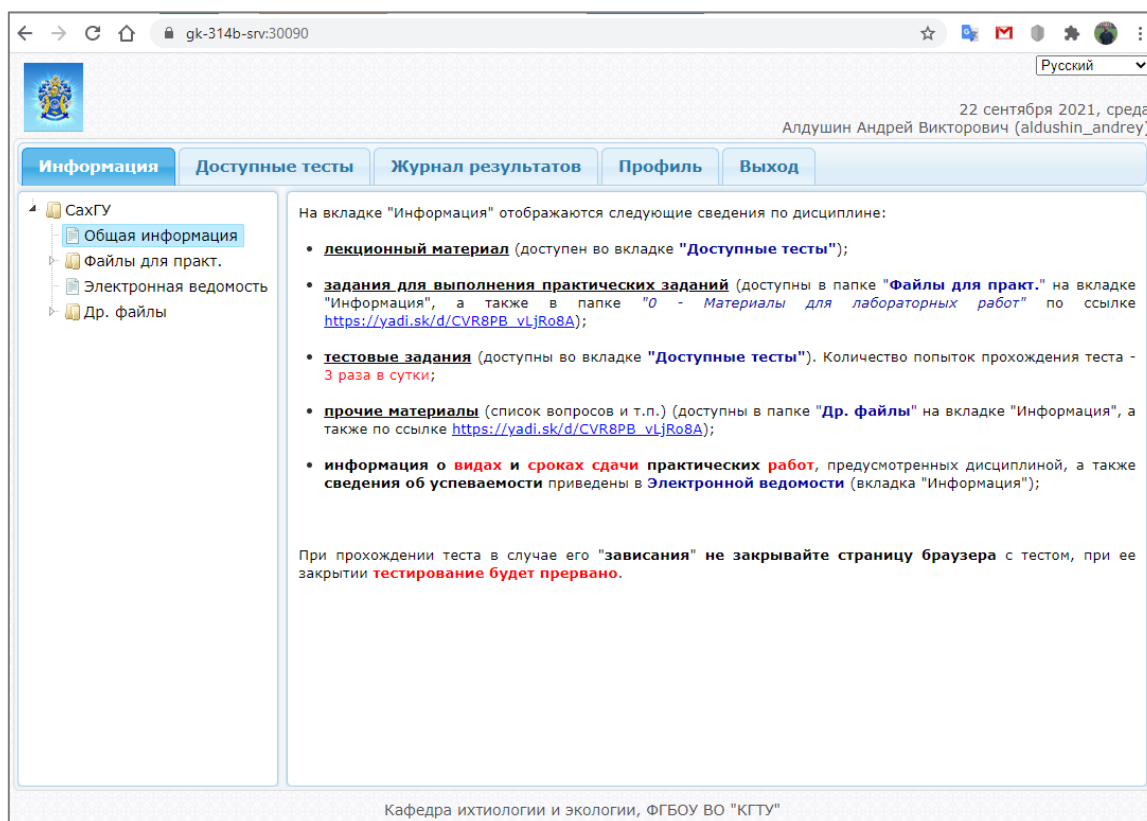 gk-314b-srv:30090
Русский
22 сентября 2021, среда
Алдушин Андрей Викторович (aldushin_andrey)
Информация
Доступные тесты
Журнал результатов
Профиль
Выход
СахГУ
Общая информация
Файлы для практ.
Электронная ведомость
Др. файлы
На вкладке "Информация" отображаются следующие сведения по дисциплине:
• лекционный материал (доступен во вкладке "Доступные тесты");
• задания для выполнения практических заданий (доступны в папке "Файлы для практ." на вкладке
"Информация", а также в папке "0 - Материалы для лабораторных работ" по ссылке
https://yadi.sk/d/CVR8PB_vLjRo8A);
• тестовые задания (доступны во вкладке "Доступные тесты"). Количество попыток прохождения теста -
3 раза в сутки;
• прочие материалы (список вопросов и т.п.) (доступны в папке "Др. файлы" на вкладке "Информация", а
также по ссылке https://yadi.sk/d/CVR8PB_vLjRo8A);
• информация о видах и сроках сдачи практических работ, предусмотренных дисциплиной, а также
сведения об успеваемости приведены в Электронной ведомости (вкладка "Информация");
При прохождении теста в случае его "зависания" не закрывайте страницу браузера с тестом, при ее
закрытии тестирование будет прервано.
Кафедра ихтиологии и экологии, ФГБОУ ВО "КГТУ"